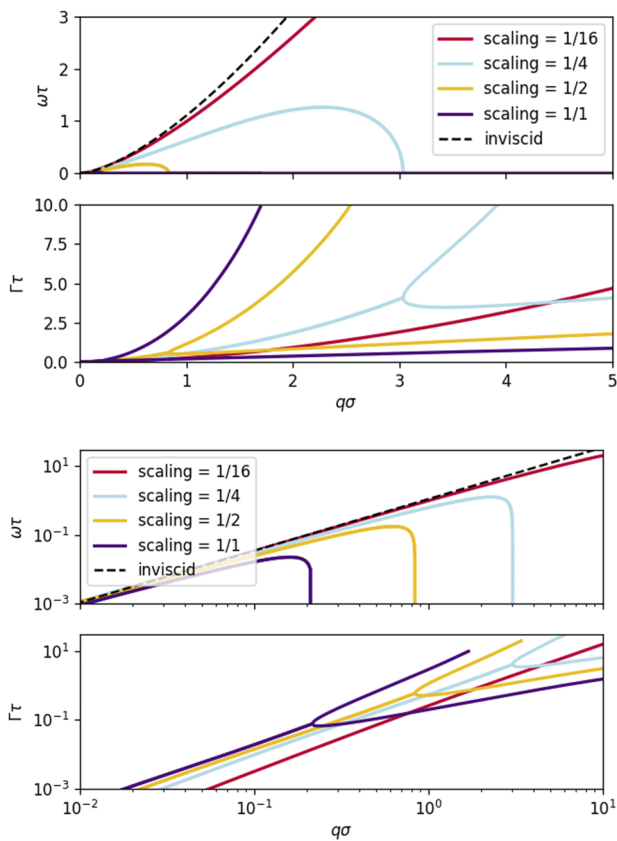 3
2
1
0
ωτ
scaling = 1/16
scaling = 1/4
scaling = 1/2
scaling = 1/1
inviscid
10.0
7.5
5.0
2.5
0.0
Γτ
0 1 2 3 4 5
qσ
10¹
10⁻¹
10⁻³
ωτ
scaling = 1/16
scaling = 1/4
scaling = 1/2
scaling = 1/1
inviscid
10¹
10⁻¹
10⁻³
Γτ
10⁻² 10⁻¹ 10⁰ 10¹
qσ